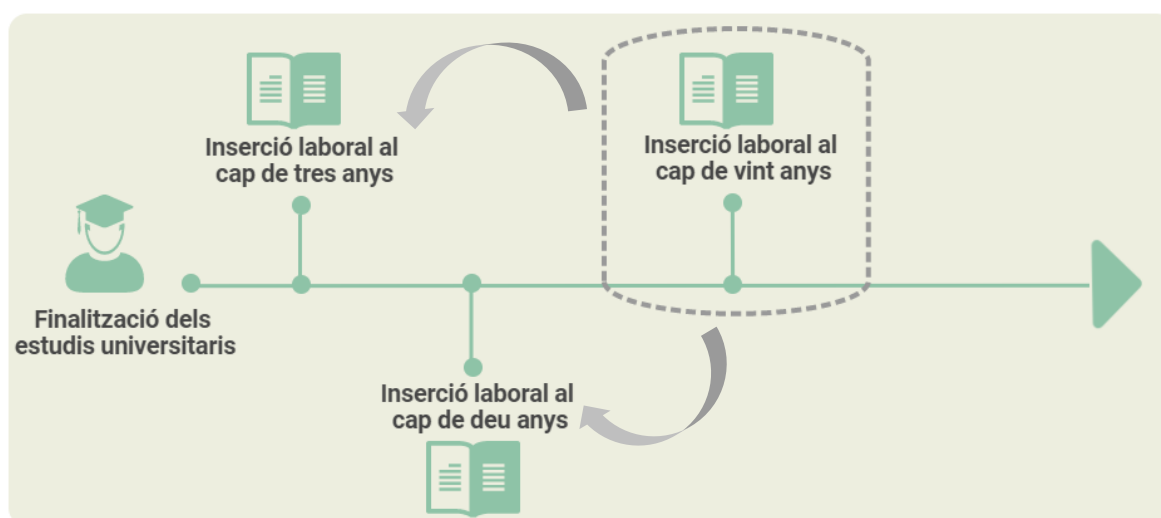 Inserció laboral al
cap de tres anys
Inserció laboral al
cap de vint anys
Finalització dels
estudis universitaris
Inserció laboral al
cap de deu anys